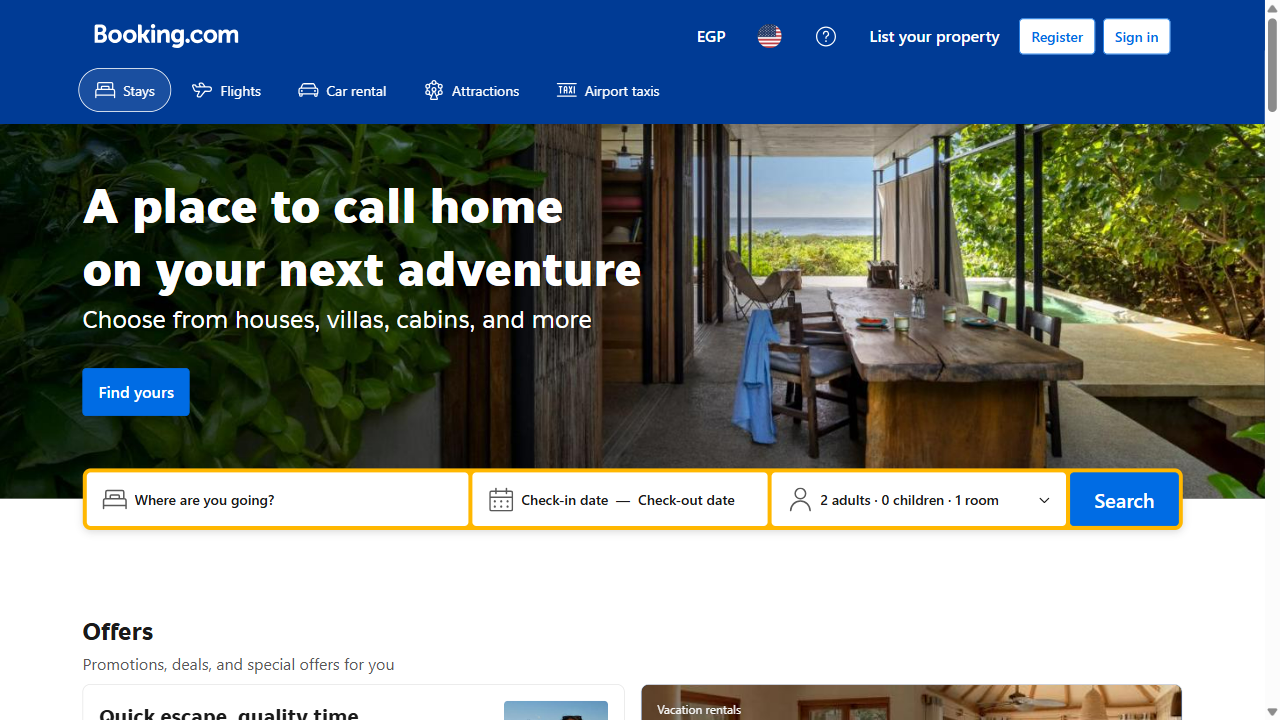 Booking.com
EGP
List your property
Register
Sign in
Stays
Flights
Car rental
Attractions
TAXI
Airport taxis
A place to call home
on your next adventure
Choose from houses, villas, cabins, and more
Find yours
Where are you going?
Check-in date — Check-out date
2 adults · 0 children · 1 room
Search
Offers
Promotions, deals, and special offers for you
Quick escape, quality time
Vacation rentals